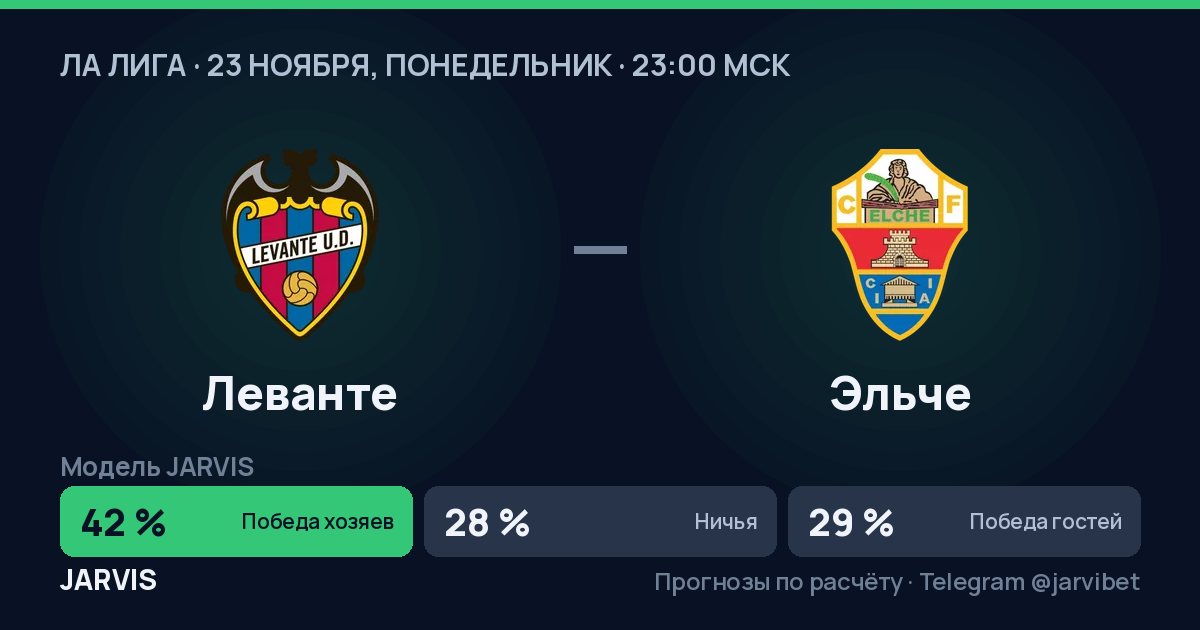 ЛА ЛИГА · 23 НОЯБРЯ, ПОНЕДЕЛЬНИК · 23:00 МСК
LEVANTE U.D.
C F
ELCHE
C I
I A
—
Леванте
Эльче
Модель JARVIS
42 % Победа хозяев
28 % Ничья
29 % Победа гостей
JARVIS
Прогнозы по расчёту · Telegram @jarvibet